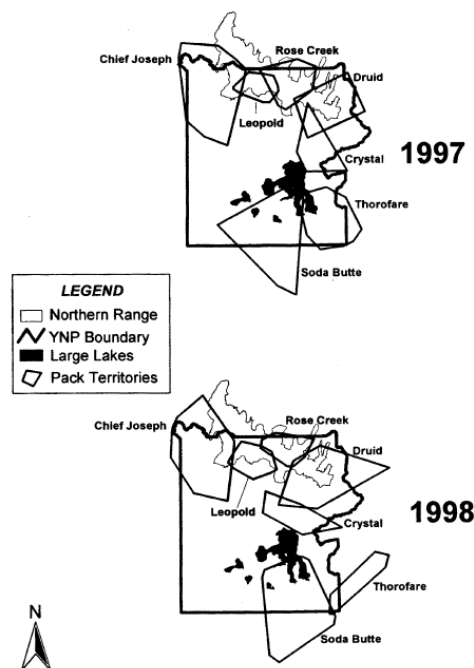 Rose Creek
Chief Joseph
Druid
Leopold
Crystal
1997
Thorofare
Soda Butte
LEGEND
Northern Range
YNP Boundary
Large Lakes
Pack Territories
Rose Creek
Chief Joseph
Druid
Leopold
1998
Crystal
Thorofare
N
Soda Butte